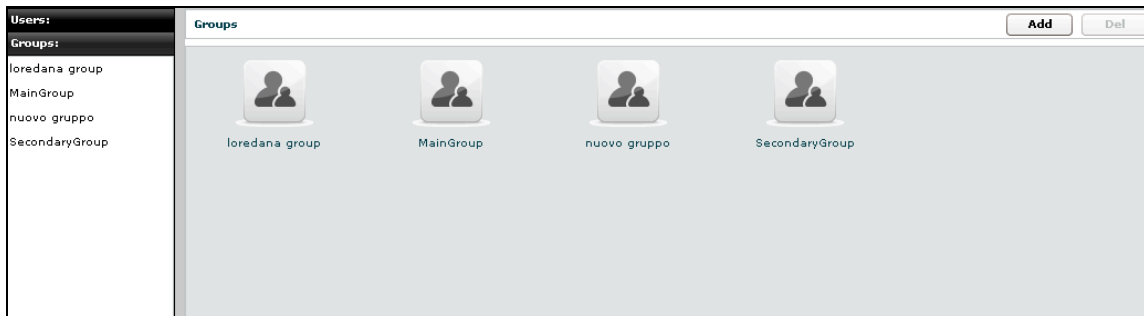 Users:
Groups:
loredana group
MainGroup
nuovo gruppo
SecondaryGroup
Groups
Add
Del
loredana group
MainGroup
nuovo gruppo
SecondaryGroup